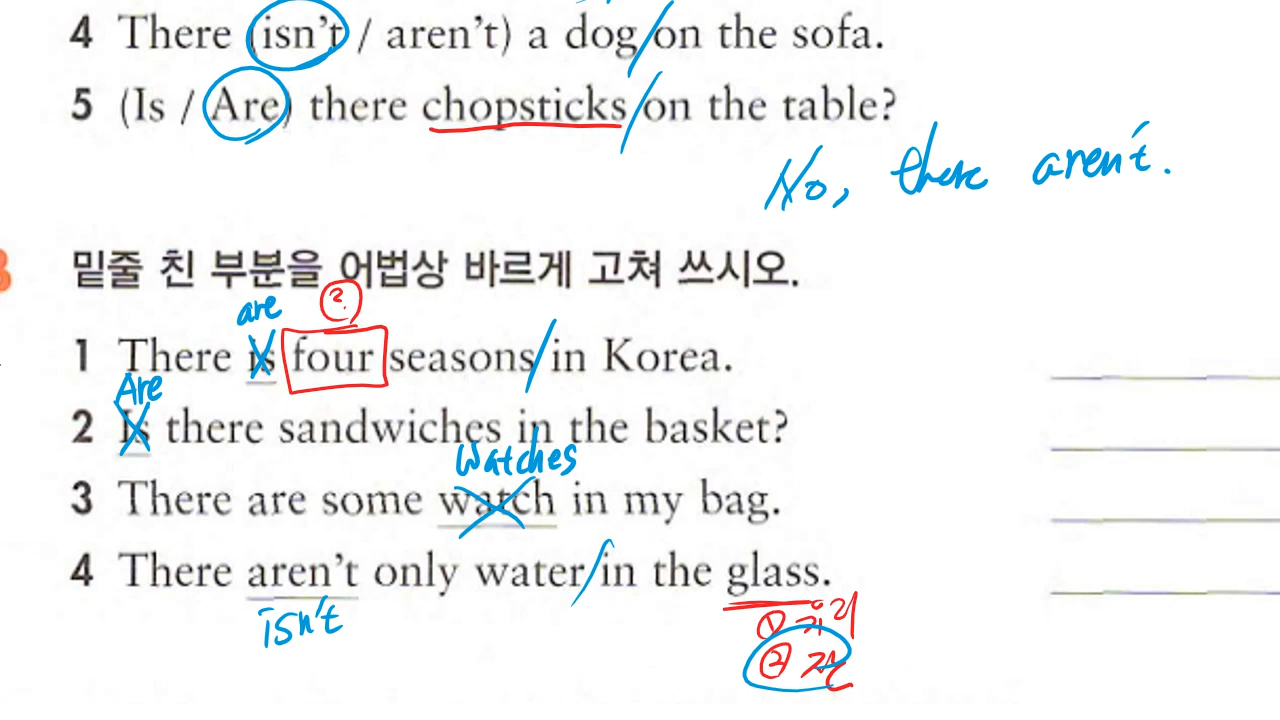 4 There (isn't / aren't) a dog / on the sofa.
5 (Is / Are) there chopsticks / on the table?
No, there aren't.
밑줄 친 부분을 어법상 바르게 고쳐 쓰시오.
are ?
1 There is four seasons / in Korea.
Are
2 Is there sandwiches in the basket?
watches
3 There are some watch in my bag.
4 There aren't only water / in the glass.
isn't
① 유리
② 잔